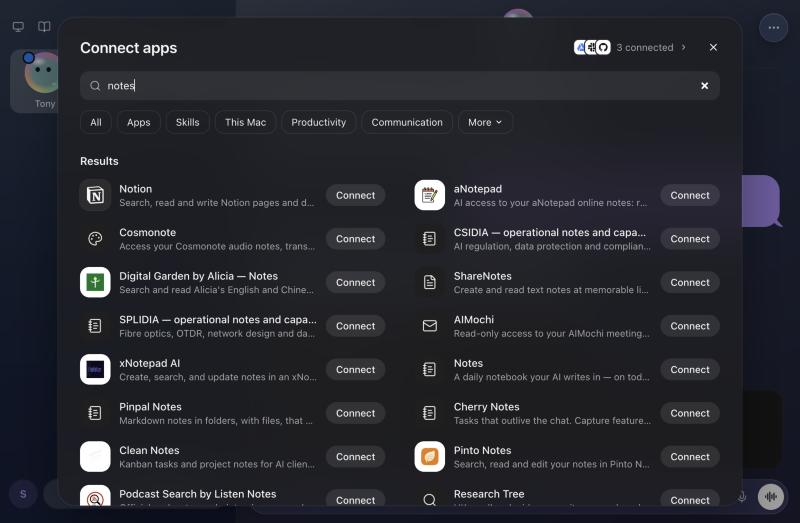 Connect apps
3 connected
notes
All
Apps
Skills
This Mac
Productivity
Communication
More
Results
Notion
Search, read and write Notion pages and d...
Connect
aNotepad
AI access to your aNotepad online notes: r...
Connect
Cosmonote
Access your Cosmonote audio notes, trans...
Connect
CSIDIA — operational notes and capa...
AI regulation, data protection and complian...
Connect
Digital Garden by Alicia — Notes
Search and read Alicia's English and Chine...
Connect
ShareNotes
Create and read text notes at memorable li...
Connect
SPLIDIA — operational notes and capa...
Fibre optics, OTDR, network design and da...
Connect
AIMochi
Read-only access to your AIMochi meeting...
Connect
xNotepad AI
Create, search, and update notes in an xNo...
Connect
Notes
A daily notebook your AI writes in — on tod...
Connect
Pinpal Notes
Markdown notes in folders, with files, that ...
Connect
Cherry Notes
Tasks that outlive the chat. Capture feature...
Connect
Clean Notes
Kanban tasks and project notes for AI clien...
Connect
Pinto Notes
Search, read and edit your notes in Pinto N...
Connect
Podcast Search by Listen Notes
Connect
Research Tree
Connect
Tony
S